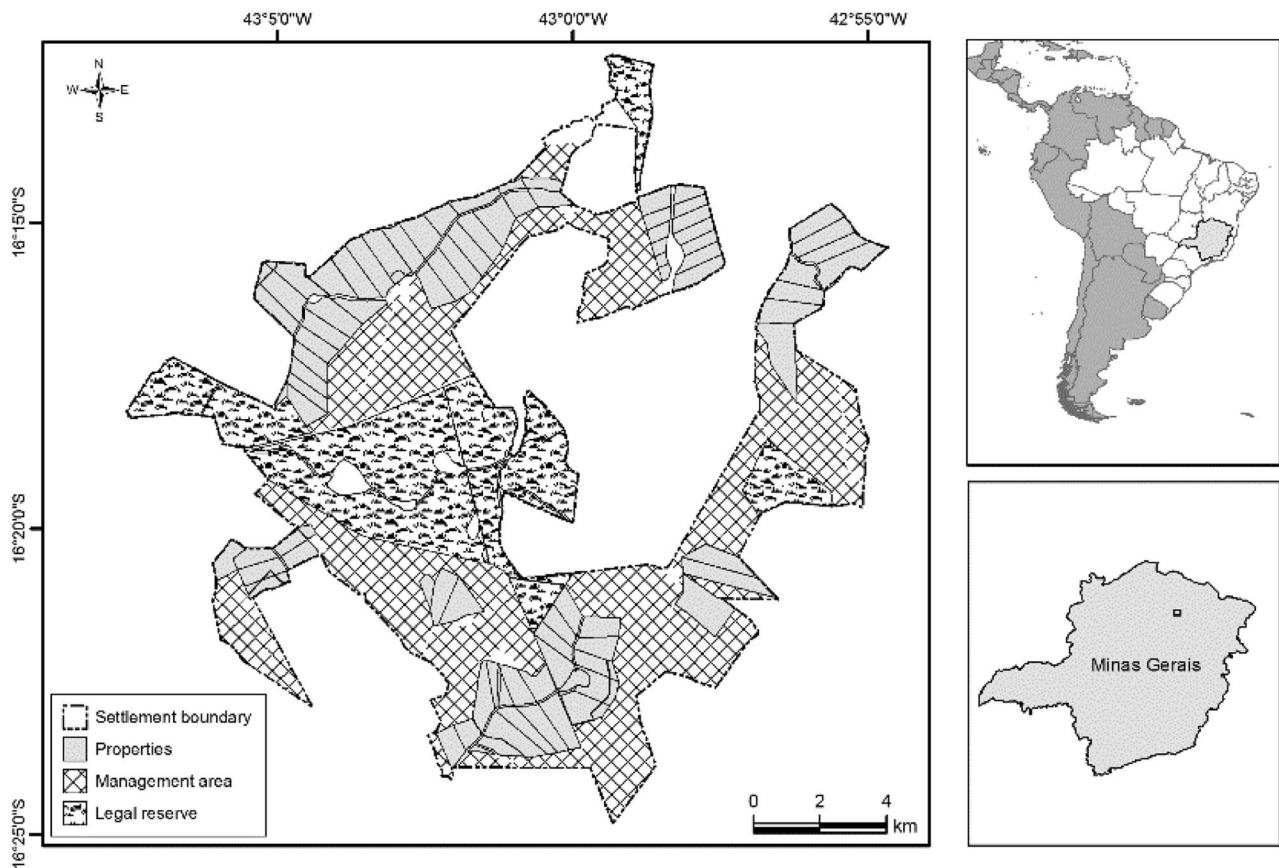 43°5'0"W 43°0'0"W 42°55'0"W
N
W E
S
16°15'0"S
16°20'0"S
16°25'0"S
Settlement boundary
Properties
Management area
Legal reserve
0 2 4
km
Minas Gerais